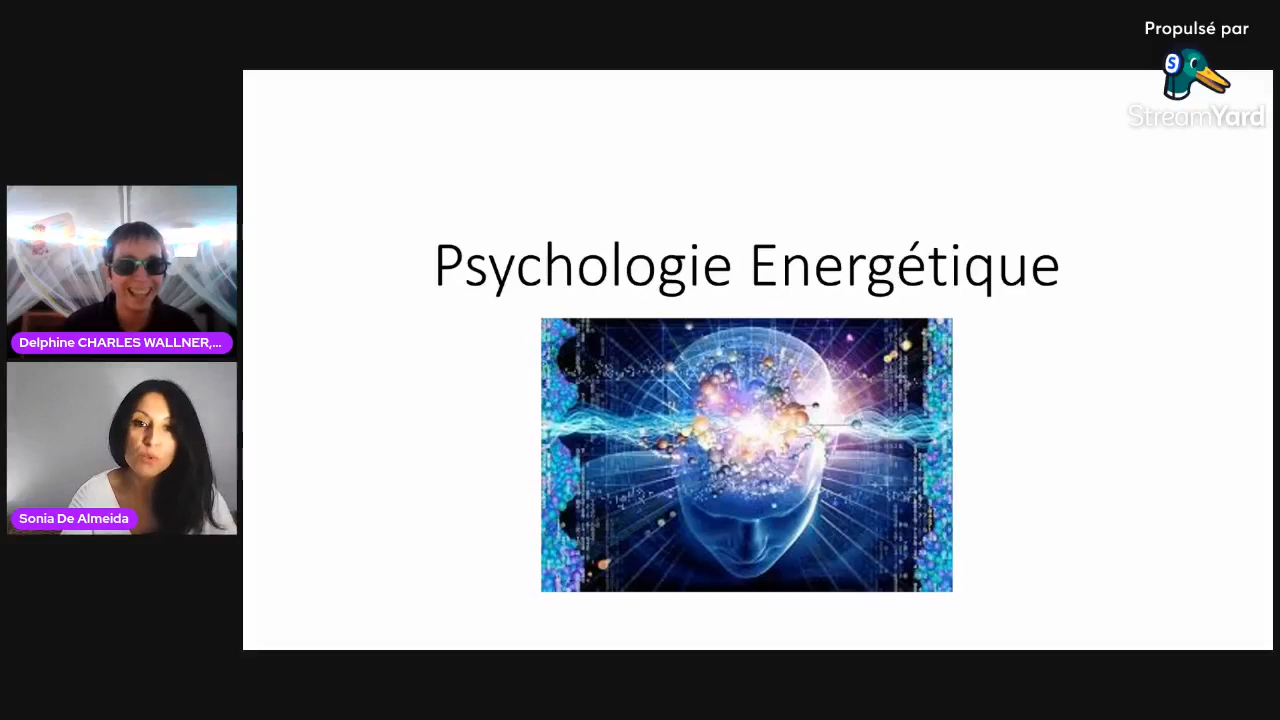 Propulsé par
S
StreamYard
Psychologie Energétique
Delphine CHARLES WALLNER,...
Sonia De Almeida